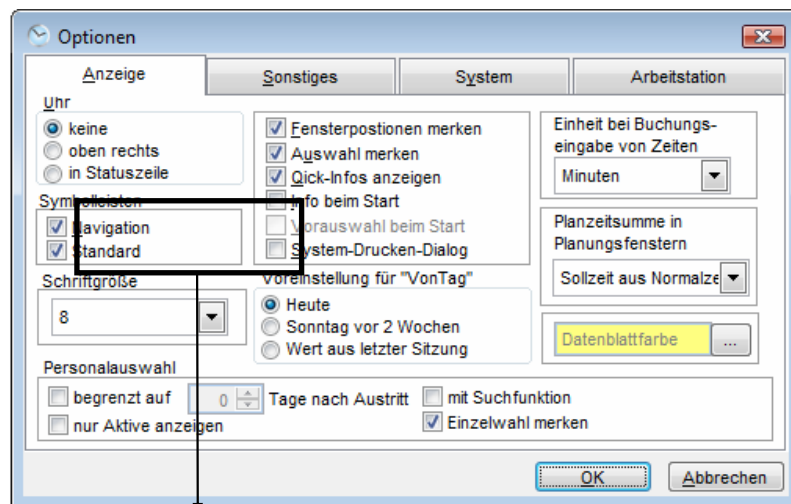 Optionen
Anzeige
Sonstiges
System
Arbeitstation
Uhr
keine
oben rechts
in Statuszeile
Symbolleisten
Navigation
Standard
Schriftgröße
8
Fensterpostionen merken
Auswahl merken
Qick-Infos anzeigen
Info beim Start
Vorauswahl beim Start
System-Drucken-Dialog
Voreinstellung für "VonTag"
Heute
Sonntag vor 2 Wochen
Wert aus letzter Sitzung
Einheit bei Buchungs-
eingabe von Zeiten
Minuten
Planzeitsumme in
Planungsfenstern
Sollzeit aus Normalze
Datenblattfarbe
...
Personalauswahl
begrenzt auf 0 Tage nach Austritt
mit Suchfunktion
nur Aktive anzeigen
Einzelwahl merken
OK
Abbrechen